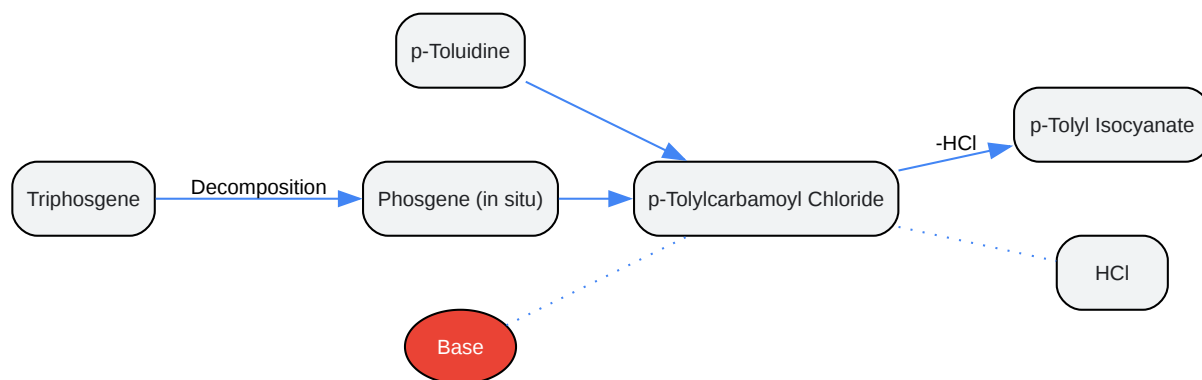 p-Toluidine
p-Tolyl Isocyanate
-HCl
Decomposition
Triphosgene
Phosgene (in situ)
p-Tolylcarbamoyl Chloride
HCl
Base